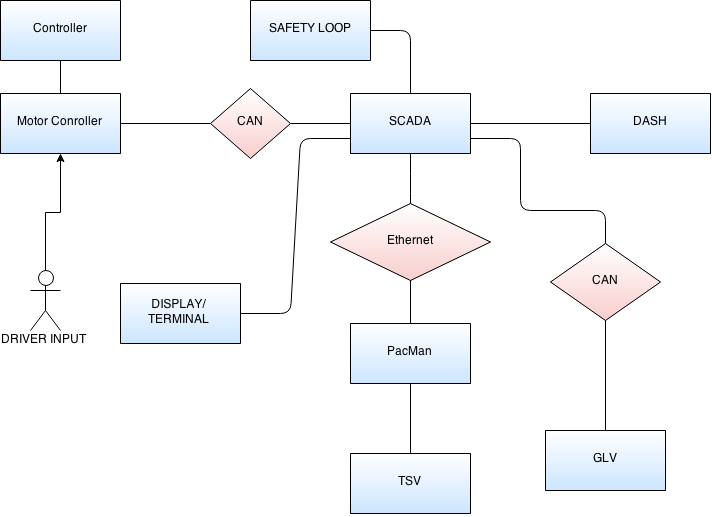 Controller
SAFETY LOOP
Motor Conroller
CAN
SCADA
DASH
Ethernet
CAN
DISPLAY/
TERMINAL
DRIVER INPUT
PacMan
GLV
TSV